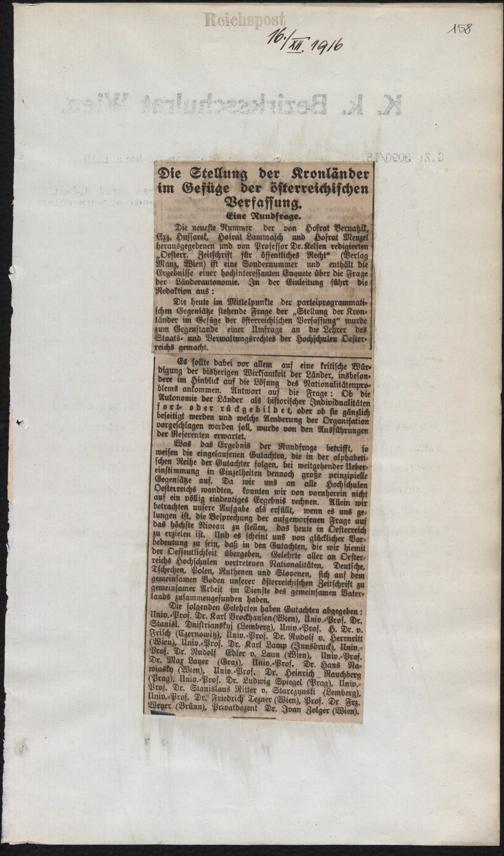 Reichspost
158
16./XII. 1916
K. k. Bezirksschulrat Wien.
Die Stellung der Kronländer
im Gefüge der österreichischen
Verfassung.
Eine Rundfrage.
Die neueste Nummer der von Hofrat Bernatzik,
Exz. Hussarek, Hofrat Lammasch und Hofrat Menzel
herausgegebenen und von Professor Dr. Kelsen redigierten
„Oesterr. Zeitschrift für öffentliches Recht" (Verlag
Manz, Wien) ist eine Sondernummer und enthält die
Ergebnisse einer hochinteressanten Enquete über die Frage
der Länderautonomie. In der Einleitung führt die
Redaktion aus:
Die heute im Mittelpunkte der parteiprogrammati-
schen Gegensätze stehende Frage der „Stellung der Kron-
länder im Gefüge der österreichischen Verfassung" wurde
zum Gegenstande einer Umfrage an die Lehrer des
Staats- und Verwaltungsrechtes der Hochschulen Oester-
reichs gemacht.
Es sollte dabei vor allem auf eine kritische Wür-
digung der bisherigen Wirksamkeit der Länder, insbeson-
dere im Hinblick auf die Lösung des Nationalitätenpro-
blems ankommen. Antwort auf die Frage: Ob die
Autonomie der Länder als historischer Individualitäten
fort- oder rückgebildet, oder ob sie gänzlich
beseitigt werden und welche Aenderung der Organisation
vorgeschlagen werden soll, wurde von den Ausführungen
der Referenten erwartet.
Was das Ergebnis der Rundfrage betrifft, so
weisen die eingelaufenen Gutachten, die in der alphabeti-
schen Reihe der Gutachter folgen, bei weitgehender Ueber-
einstimmung in Einzelheiten dennoch große prinzipielle
Gegensätze auf. Da wir uns an alle Hochschulen
Oesterreichs wandten, konnten wir von vornherein nicht
auf ein völlig eindeutiges Ergebnis rechnen. Allein wir
betrachten unsere Aufgabe als erfüllt, wenn es uns ge-
lungen ist, die Besprechung der aufgeworfenen Frage auf
das höchste Niveau zu stellen, das heute in Oesterreich
zu erzielen ist. Und es scheint uns von glücklicher Vor-
bedeutung zu sein, daß in den Gutachten, die wir hiemit
der Oeffentlichkeit übergeben, Gelehrte aller an Oester-
reichs Hochschulen vertretenen Nationalitäten, Deutsche,
Tschechen, Polen, Ruthenen und Slovenen, sich auf dem
gemeinsamen Boden unserer österreichischen Zeitschrift zu
gemeinsamer Arbeit im Dienste des gemeinsamen Vater-
lands zusammengefunden haben.
Die folgenden Gelehrten haben Gutachten abgegeben:
Univ.-Prof. Dr. Karl Brockhausen (Wien), Univ.-Prof. Dr.
Stanisl. Dnistrianskyj (Lemberg), Univ.-Prof. H. Dr. v.
Frisch (Czernowitz), Univ.-Prof. Dr. Rudolf v. Herrnritt
(Wien), Univ.-Prof. Dr. Karl Lamp (Innsbruck), Univ.-
Prof. Dr. Rudolf Edler v. Laun (Wien), Univ.-Prof.
Dr. Max Layer (Graz), Univ.-Prof. Dr. Hans Na-
wiasky (Wien), Univ.-Prof. Dr. Heinrich Rauchberg
(Prag), Univ.-Prof. Dr. Ludwig Spiegel (Prag), Univ.-
Prof. Dr. Stanislaus Ritter v. Starczynski (Lemberg),
Univ.-Prof. Dr. Friedrich Tezner (Wien), Prof. Dr. Frz.
Weyer (Brünn), Privatdozent Dr. Ivan Zolger (Wien).